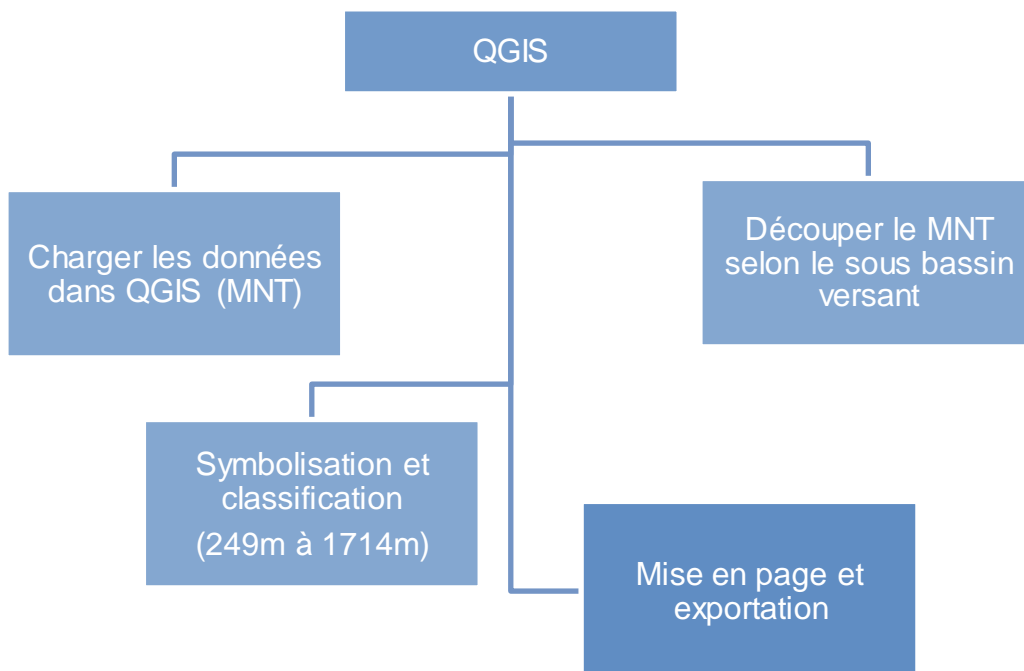 QGIS
Charger les données
dans QGIS (MNT)
Découper le MNT
selon le sous bassin
versant
Symbolisation et
classification
(249m à 1714m)
Mise en page et
exportation